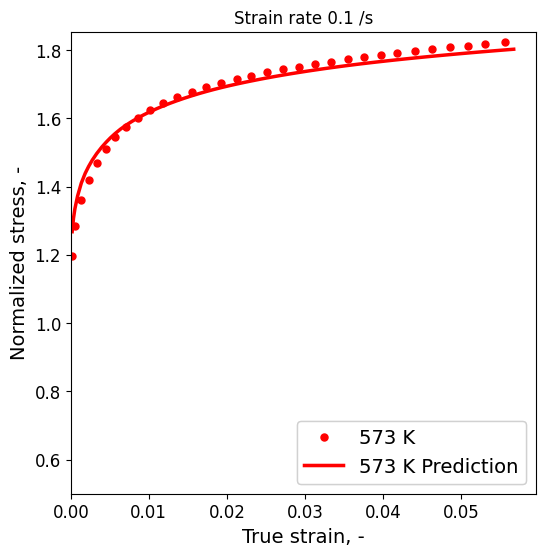 Strain rate 0.1 /s
1.8
1.6
1.4
1.2
1.0
0.8
0.6
Normalized stress, -
573 K
573 K Prediction
0.00 0.01 0.02 0.03 0.04 0.05
True strain, -